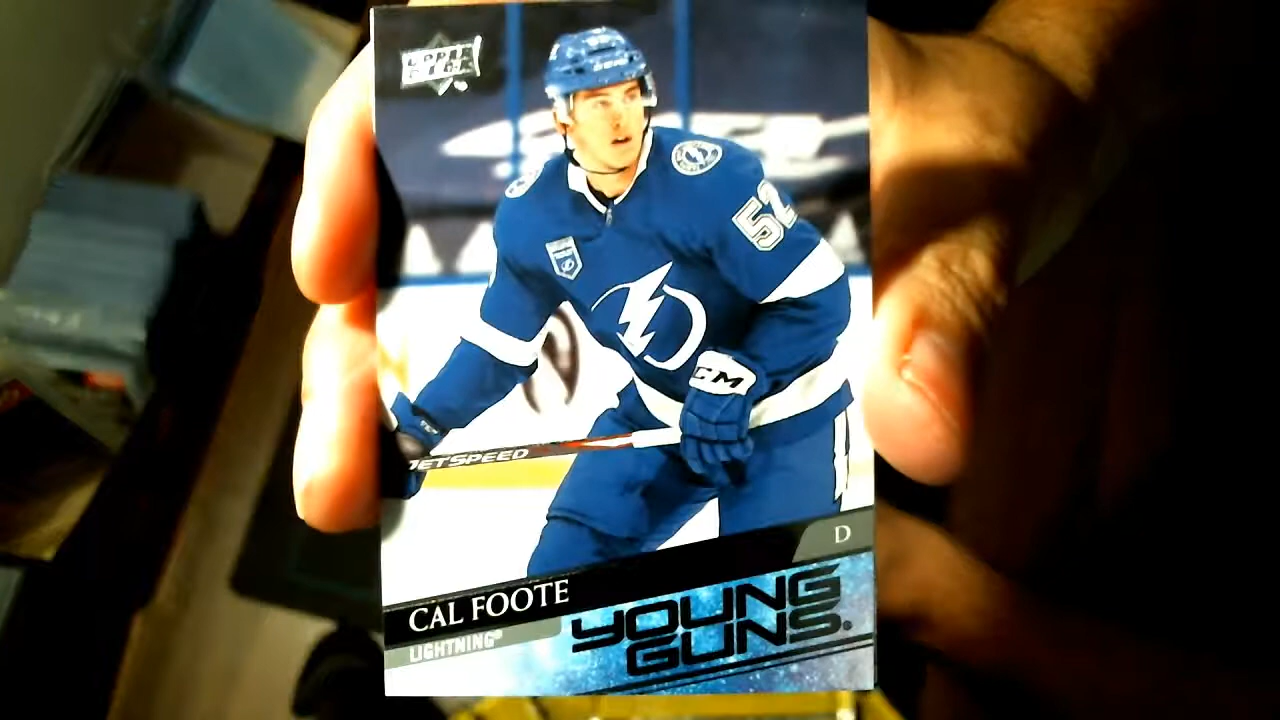 UPPER DECK
52
CCM
JETSPEED
D
CAL FOOTE
LIGHTNING®
YOUNG
GUNS.